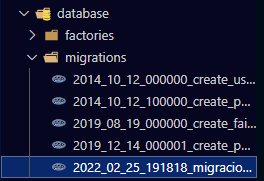 database
factories
migrations
2014_10_12_000000_create_us...
2014_10_12_100000_create_p...
2019_08_19_000000_create_fai...
2019_12_14_000001_create_p...
2022_02_25_191818_migracio...